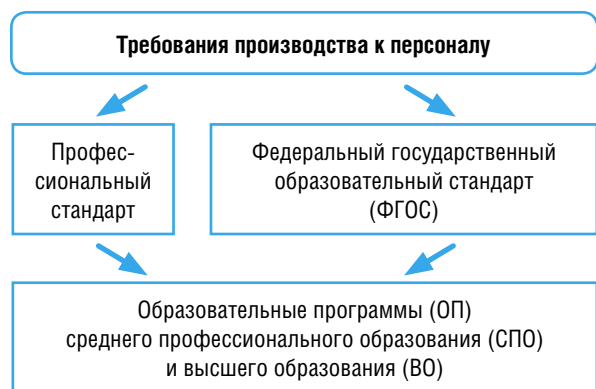 Требования производства к персоналу
Профес-
сиональный
стандарт
Федеральный государственный
образовательный стандарт
(ФГОС)
Образовательные программы (ОП)
среднего профессионального образования (СПО)
и высшего образования (ВО)